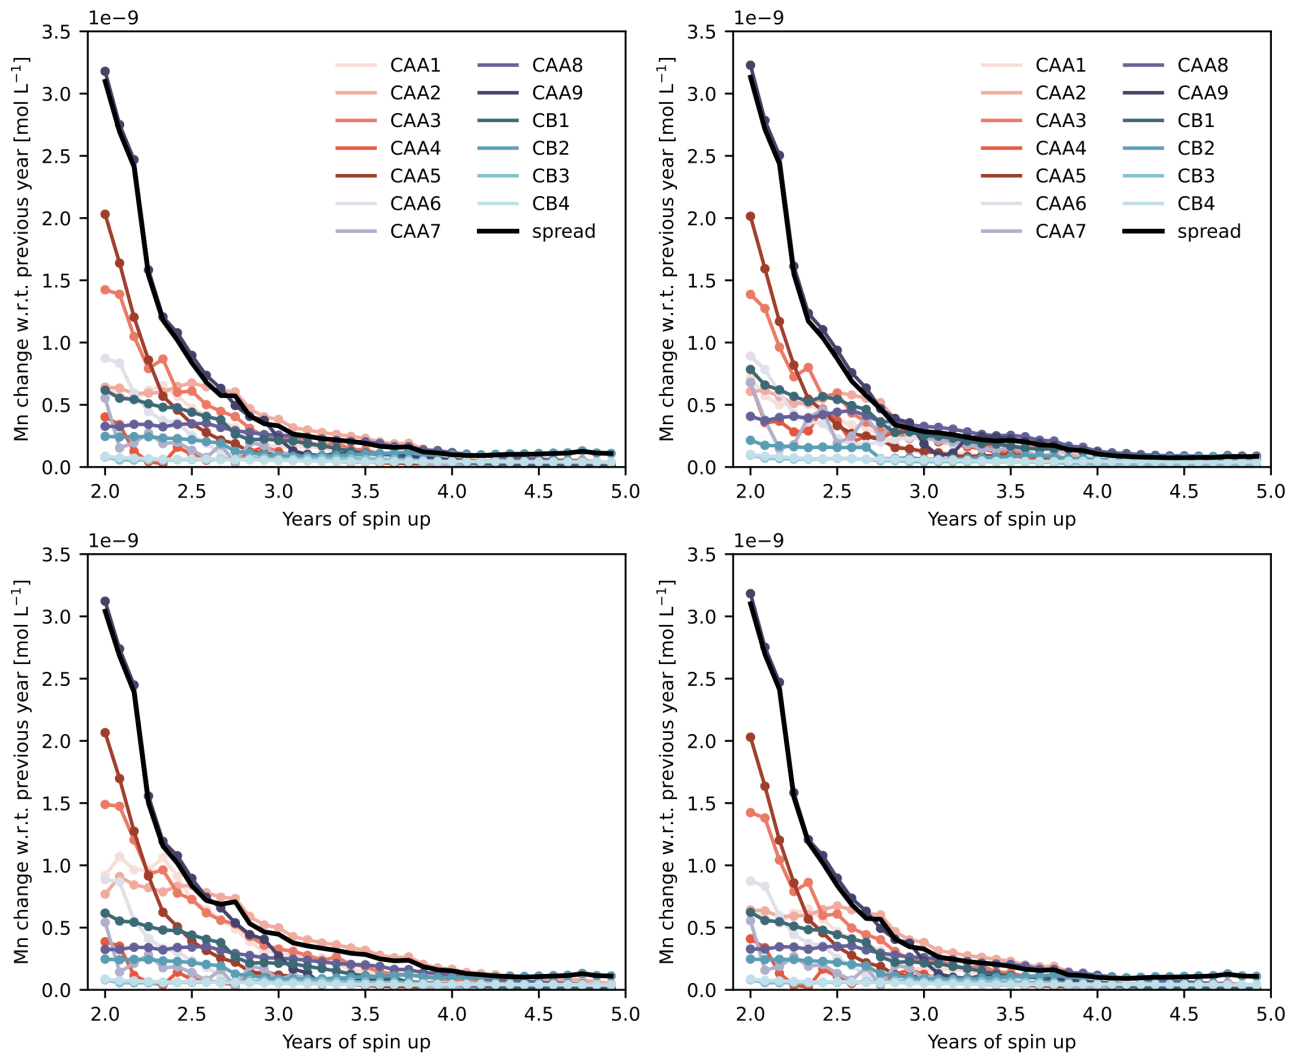 1e−9
Mn change w.r.t. previous year [mol L⁻¹]
3.5
3.0
2.5
2.0
1.5
1.0
0.5
0.0
CAA1 CAA8
CAA2 CAA9
CAA3 CB1
CAA4 CB2
CAA5 CB3
CAA6 CB4
CAA7 spread
2.0 2.5 3.0 3.5 4.0 4.5 5.0
Years of spin up
1e−9
Mn change w.r.t. previous year [mol L⁻¹]
3.5
3.0
2.5
2.0
1.5
1.0
0.5
0.0
CAA1 CAA8
CAA2 CAA9
CAA3 CB1
CAA4 CB2
CAA5 CB3
CAA6 CB4
CAA7 spread
2.0 2.5 3.0 3.5 4.0 4.5 5.0
Years of spin up
1e−9
Mn change w.r.t. previous year [mol L⁻¹]
3.5
3.0
2.5
2.0
1.5
1.0
0.5
0.0
2.0 2.5 3.0 3.5 4.0 4.5 5.0
Years of spin up
1e−9
Mn change w.r.t. previous year [mol L⁻¹]
3.5
3.0
2.5
2.0
1.5
1.0
0.5
0.0
2.0 2.5 3.0 3.5 4.0 4.5 5.0
Years of spin up